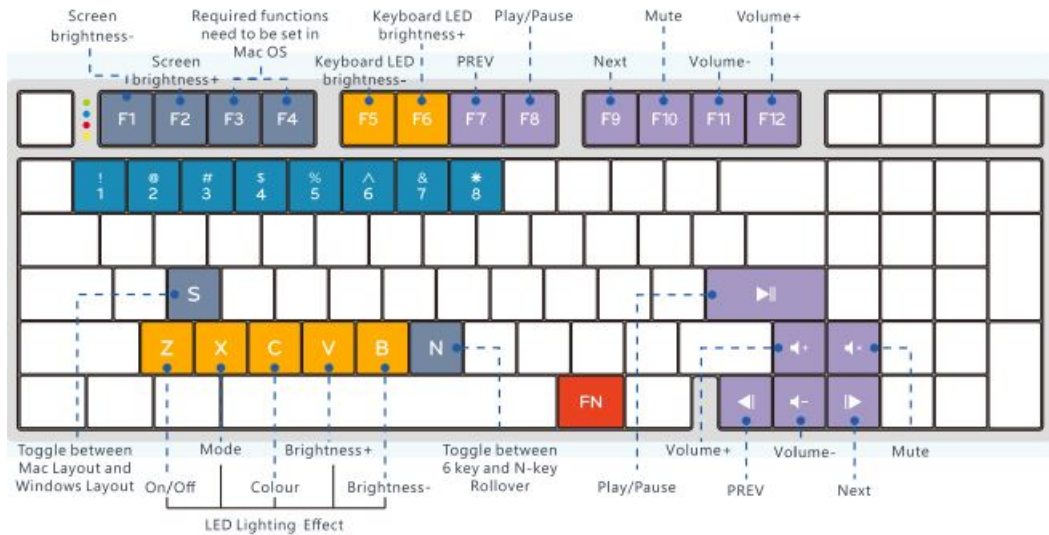 Screen
brightness-
Required functions
need to be set in
Mac OS
Keyboard LED
brightness+
Play/Pause
Mute
Volume+
Screen
brightness+
Keyboard LED
brightness-
PREV
Next
Volume-
F1 F2 F3 F4 F5 F6 F7 F8 F9 F10 F11 F12
! @ # $ % ^ & *
1 2 3 4 5 6 7 8
S
Z X C V B N
FN
Toggle between
Mac Layout and
Windows Layout
On/Off
Mode
Colour
Brightness+
Brightness-
LED Lighting Effect
Toggle between
6 key and N-key
Rollover
Play/Pause
Volume+
PREV
Volume-
Next
Mute